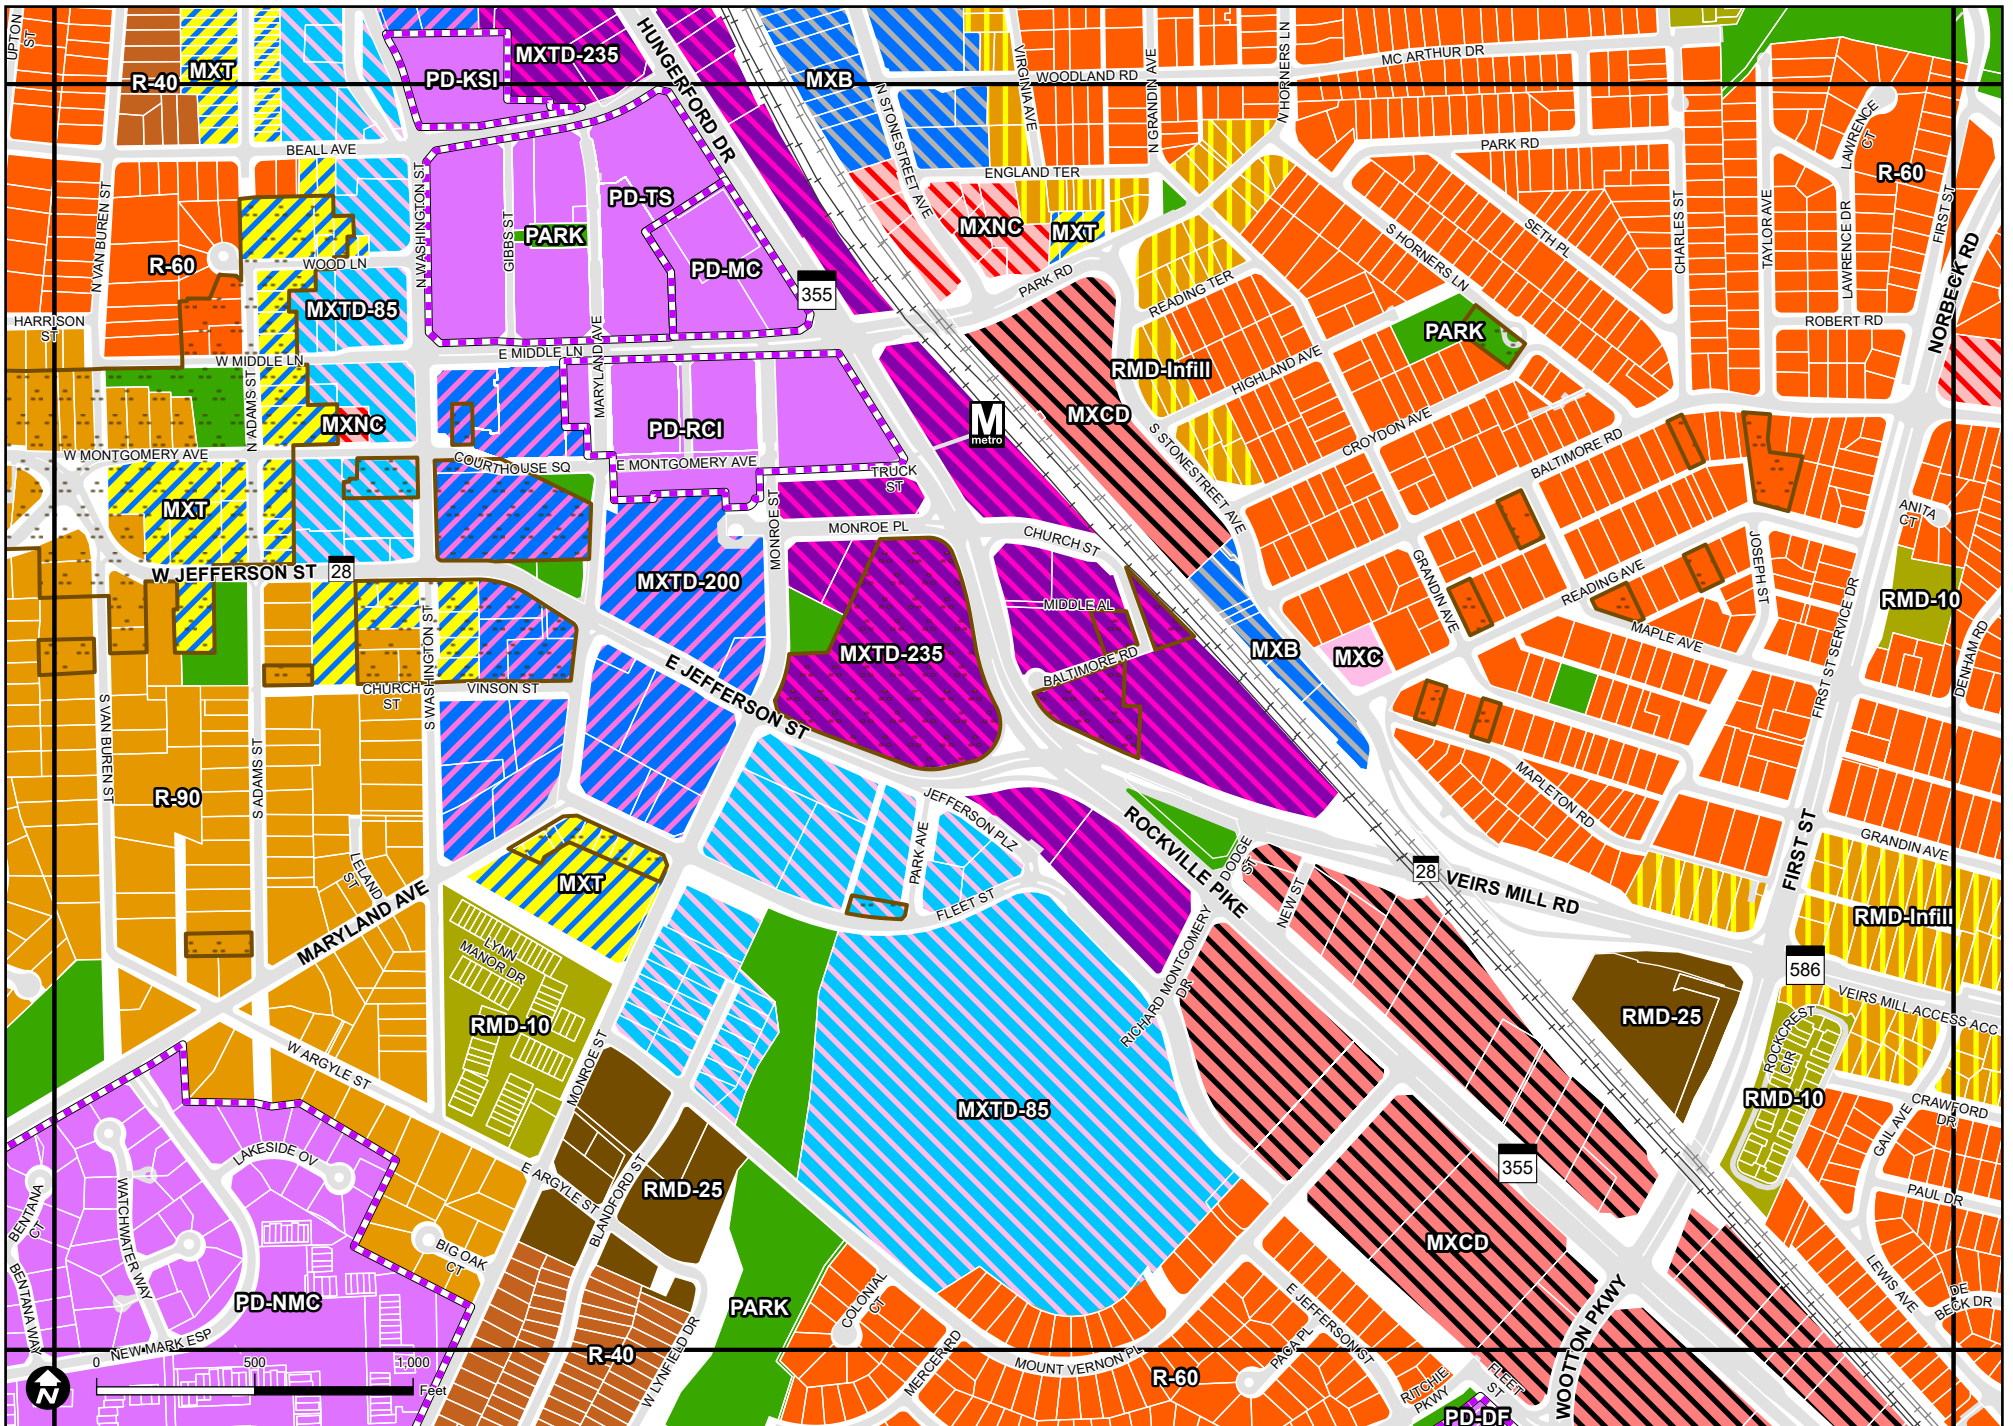 UPTON
ST
R-40
MXT
PD-KSI
MXTD-235
HUNGERFORD DR
MXB
N STONESTREET AVE
VIRGINIA AVE
WOODLAND RD
N GRANDIN AVE
N HORNERS LN
MC ARTHUR DR
LAWRENCE
CT
PARK RD
R-60
BEALL AVE
ENGLAND TER
N VAN BUREN ST
N WASHINGTON ST
GIBBS ST
PD-TS
PARK
PD-MC
MXNC
MXT
SETH PL
S HORNERS LN
CHARLES ST
TAYLOR AVE
LAWRENCE DR
FIRST ST
NORBECK RD
R-60
WOOD LN
MXTD-85
355
PARK RD
READING TER
HARRISON
ST
MARYLAND AVE
PARK
ROBERT RD
W MIDDLE LN
E MIDDLE LN
RMD-Infill
HIGHLAND AVE
N ADAMS ST
MXNC
PD-RCI
M
metro
MXCD
CROYDON AVE
BALTIMORE RD
S STONESTREET AVE
W MONTGOMERY AVE
COURTHOUSE SQ
E MONTGOMERY AVE
TRUCK
ST
MXT
MONROE ST
MONROE PL
CHURCH ST
ANITA
CT
W JEFFERSON ST
28
MXTD-200
GRANDIN AVE
READING AVE
JOSEPH ST
FIRST ST SERVICE DR
RMD-10
MIDDLE AL
MXTD-235
BALTIMORE RD
MXB
MXC
MAPLE AVE
DENHAM RD
S WASHINGTON ST
CHURCH
ST
VINSON ST
E JEFFERSON ST
S VAN BUREN ST
S ADAMS ST
R-90
MAPLETON RD
JEFFERSON PLZ
PARK AVE
ROCKVILLE PIKE
DODGE
ST
FIRST ST
GRANDIN AVE
LELAND
ST
MXT
28
VEIRS MILL RD
NEW ST
FLEET ST
RMD-Infill
MARYLAND AVE
LYNN
MANOR DR
RICHARD MONTGOMERY
DR
586
VEIRS MILL ACCESS ACC
RMD-10
RMD-25
ROCKCREST
CIR
W ARGYLE ST
MONROE ST
MXTD-85
RMD-10
CRAWFORD
DR
GAIL AVE
LAKESIDE OV
355
E ARGYLE ST
BLANDFORD ST
RMD-25
PAUL DR
BENTANA
CT
WATCHWATER WAY
BIG OAK
CT
MXCD
LEWIS AVE
DE
BECK DR
BENTANA WAY
PD-NMC
PARK
COLONIAL
CT
E JEFFERSON ST
PACA PL
WOOTTON PKWY
NEW MARK ESP
R-40
W LYNFIELD DR
MERCER RD
MOUNT VERNON PL
R-60
RITCHIE
PKWY
FLEET
ST
PD-DF
N
0 500 1,000
Feet